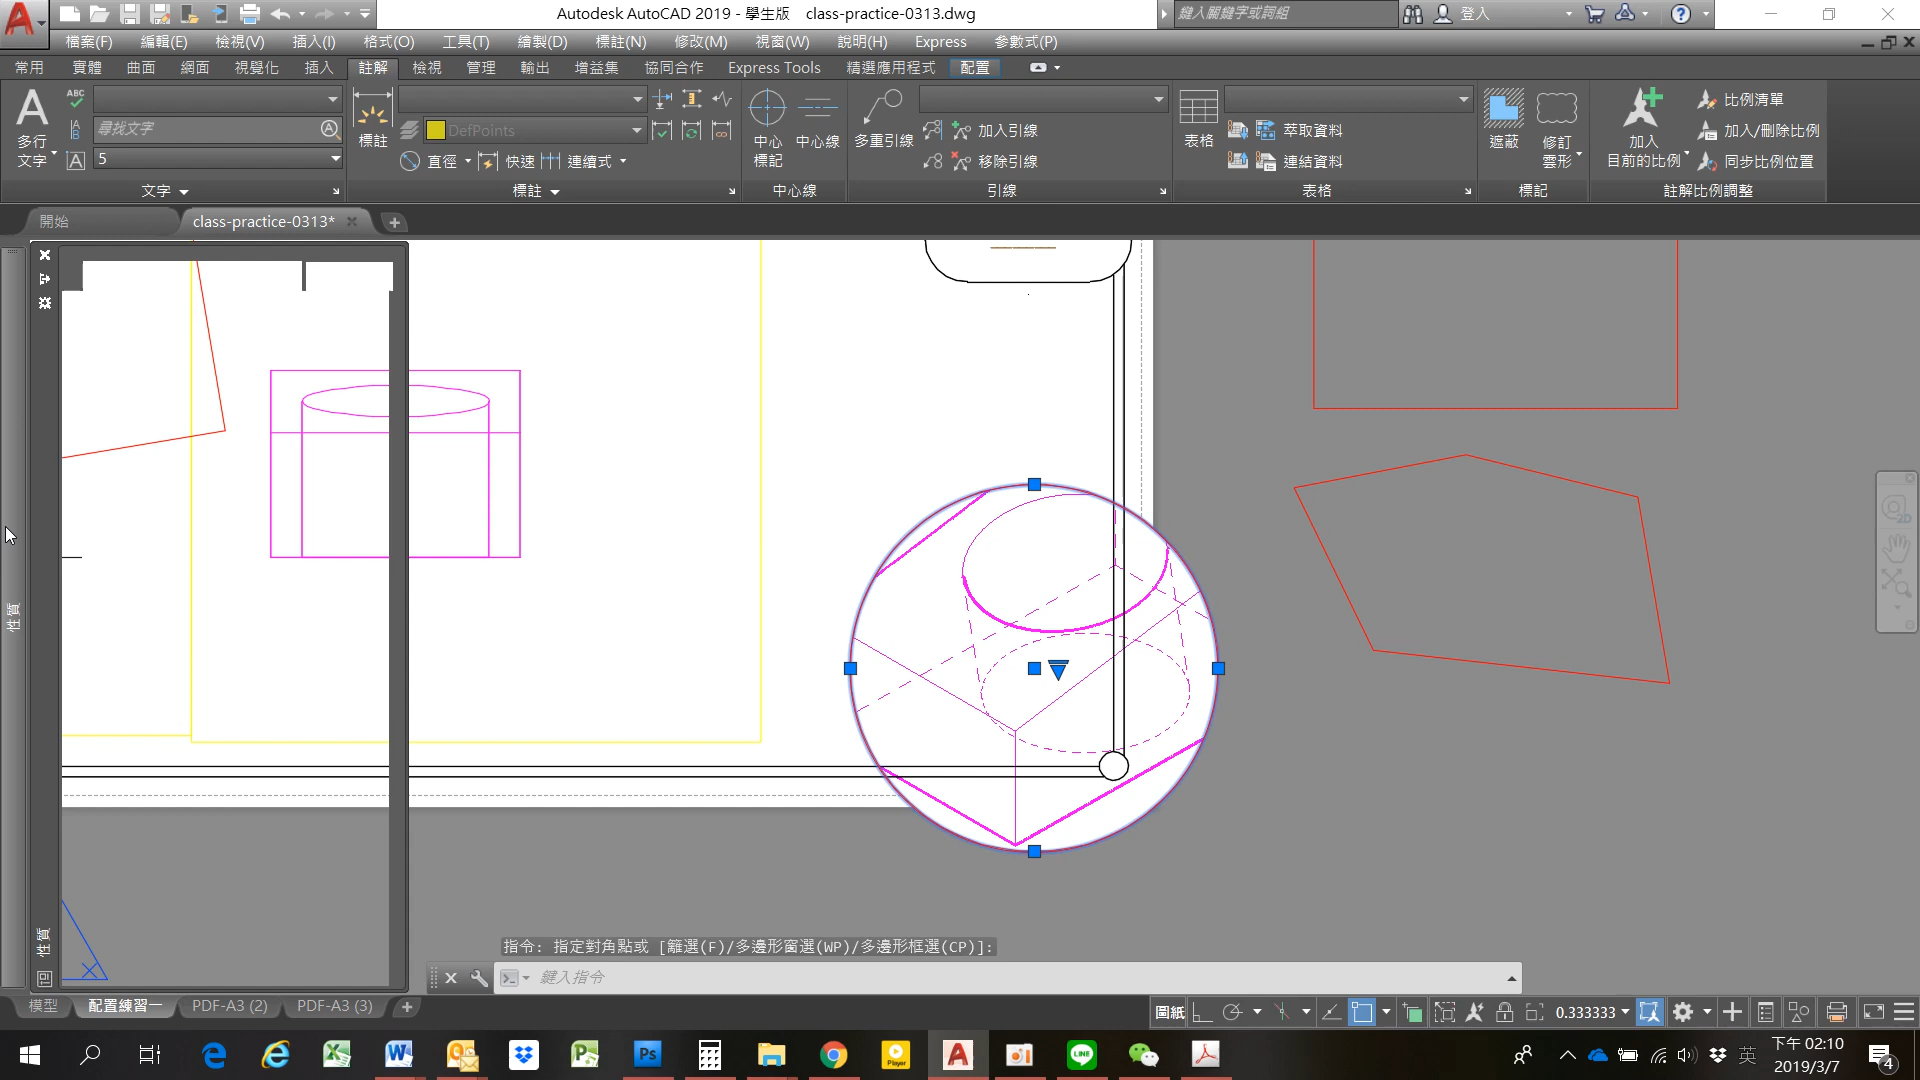 Autodesk AutoCAD 2019 - 學生版 class-practice-0313.dwg
鍵入關鍵字或詞組
登入
檔案(F) 編輯(E) 檢視(V) 插入(I) 格式(O) 工具(T) 繪製(D) 標註(N) 修改(M) 視窗(W) 說明(H) Express 參數式(P)
常用 實體 曲面 網面 視覺化 插入 註解 檢視 管理 輸出 增益集 協同合作 Express Tools 精選應用程式 配置
多行
文字
ABC
尋找文字
5
文字
標註
DefPoints
直徑 快速 連續式
標註
中心
標記
中心線
中心線
多重引線
加入引線
移除引線
引線
表格
萃取資料
連結資料
表格
遮蔽
修訂
雲形
標記
加入
目前的比例
比例清單
加入/刪除比例
同步比例位置
註解比例調整
開始
class-practice-0313*
性質
性質
2D
指令: 指定對角點或 [籬選(F)/多邊形窗選(WP)/多邊形框選(CP)]:
鍵入指令
模型 配置練習一 PDF-A3 (2) PDF-A3 (3)
圖紙
0.333333
英
下午 02:10
2019/3/7
4